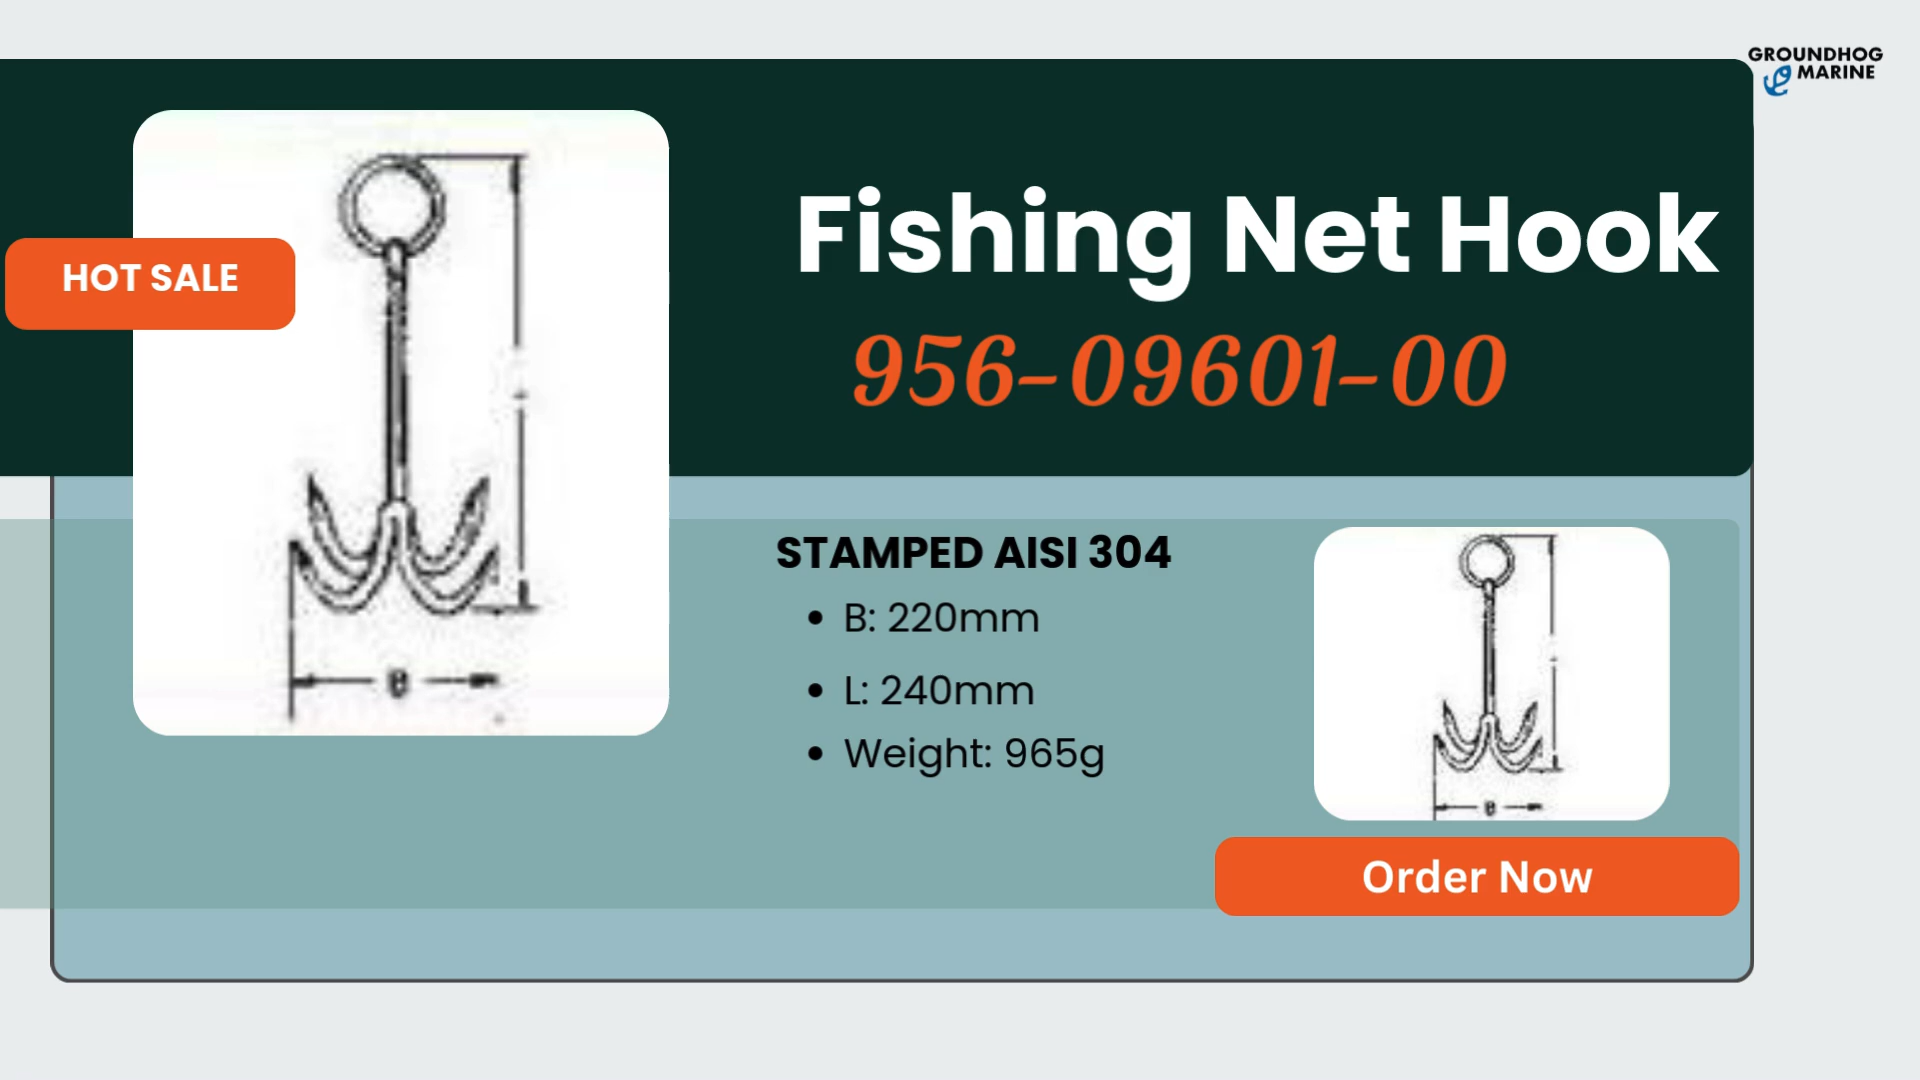 GROUNDHOG
MARINE
HOT SALE
Fishing Net Hook
956-09601-00
STAMPED AISI 304
B: 220mm
L: 240mm
Weight: 965g
B
B
Order Now